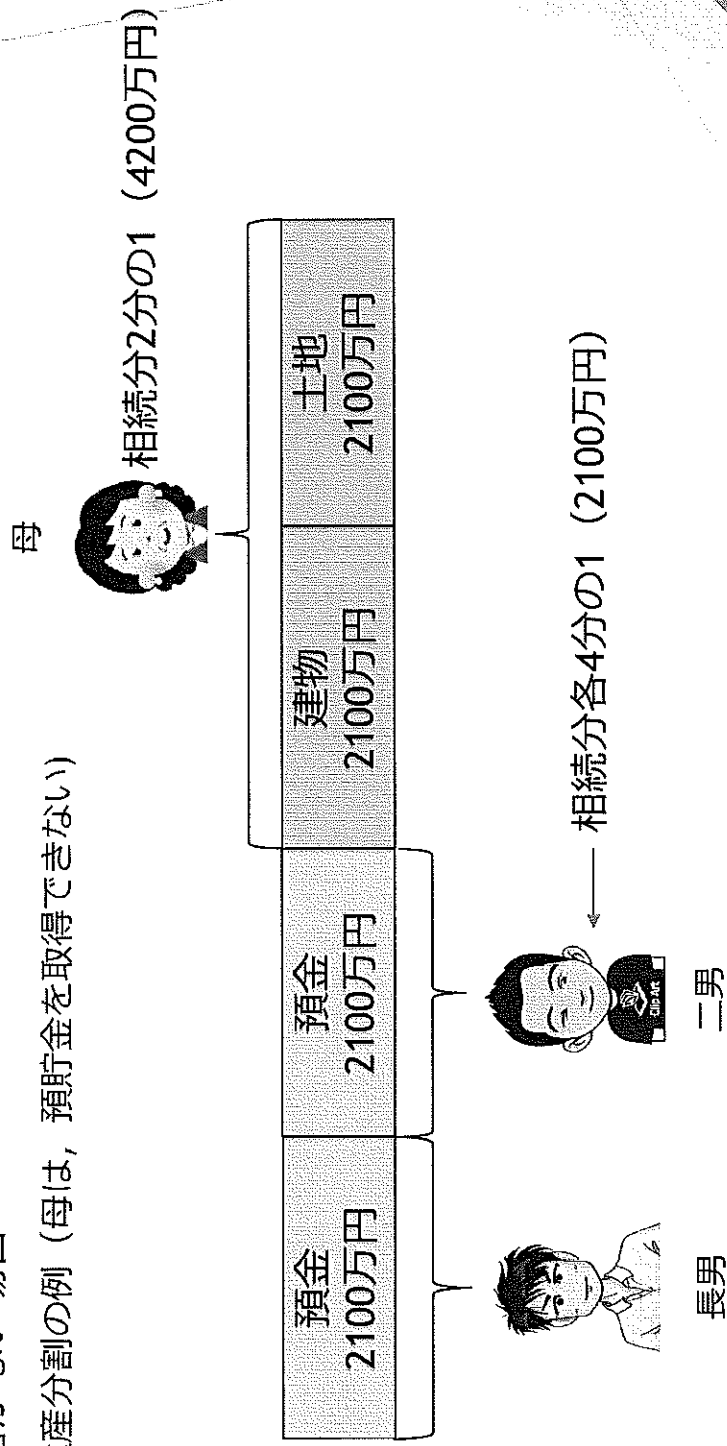 産分割の例（母は，預貯金を取得できない）
母
相続分2分の1（4200万円）
預金
2100万円
預金
2100万円
建物
2100万円
土地
2100万円
相続分各4分の1（2100万円）
長男
二男
Clip-Art